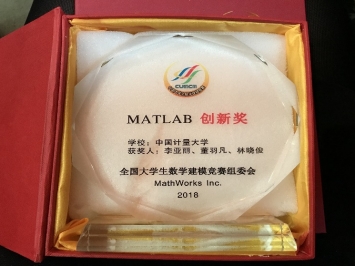 MATLAB 创新奖
学校：中国计量大学
获奖人：李亚丽、董羽凡、林晓俊
全国大学生数学建模竞赛组委会
MathWorks Inc.
2018